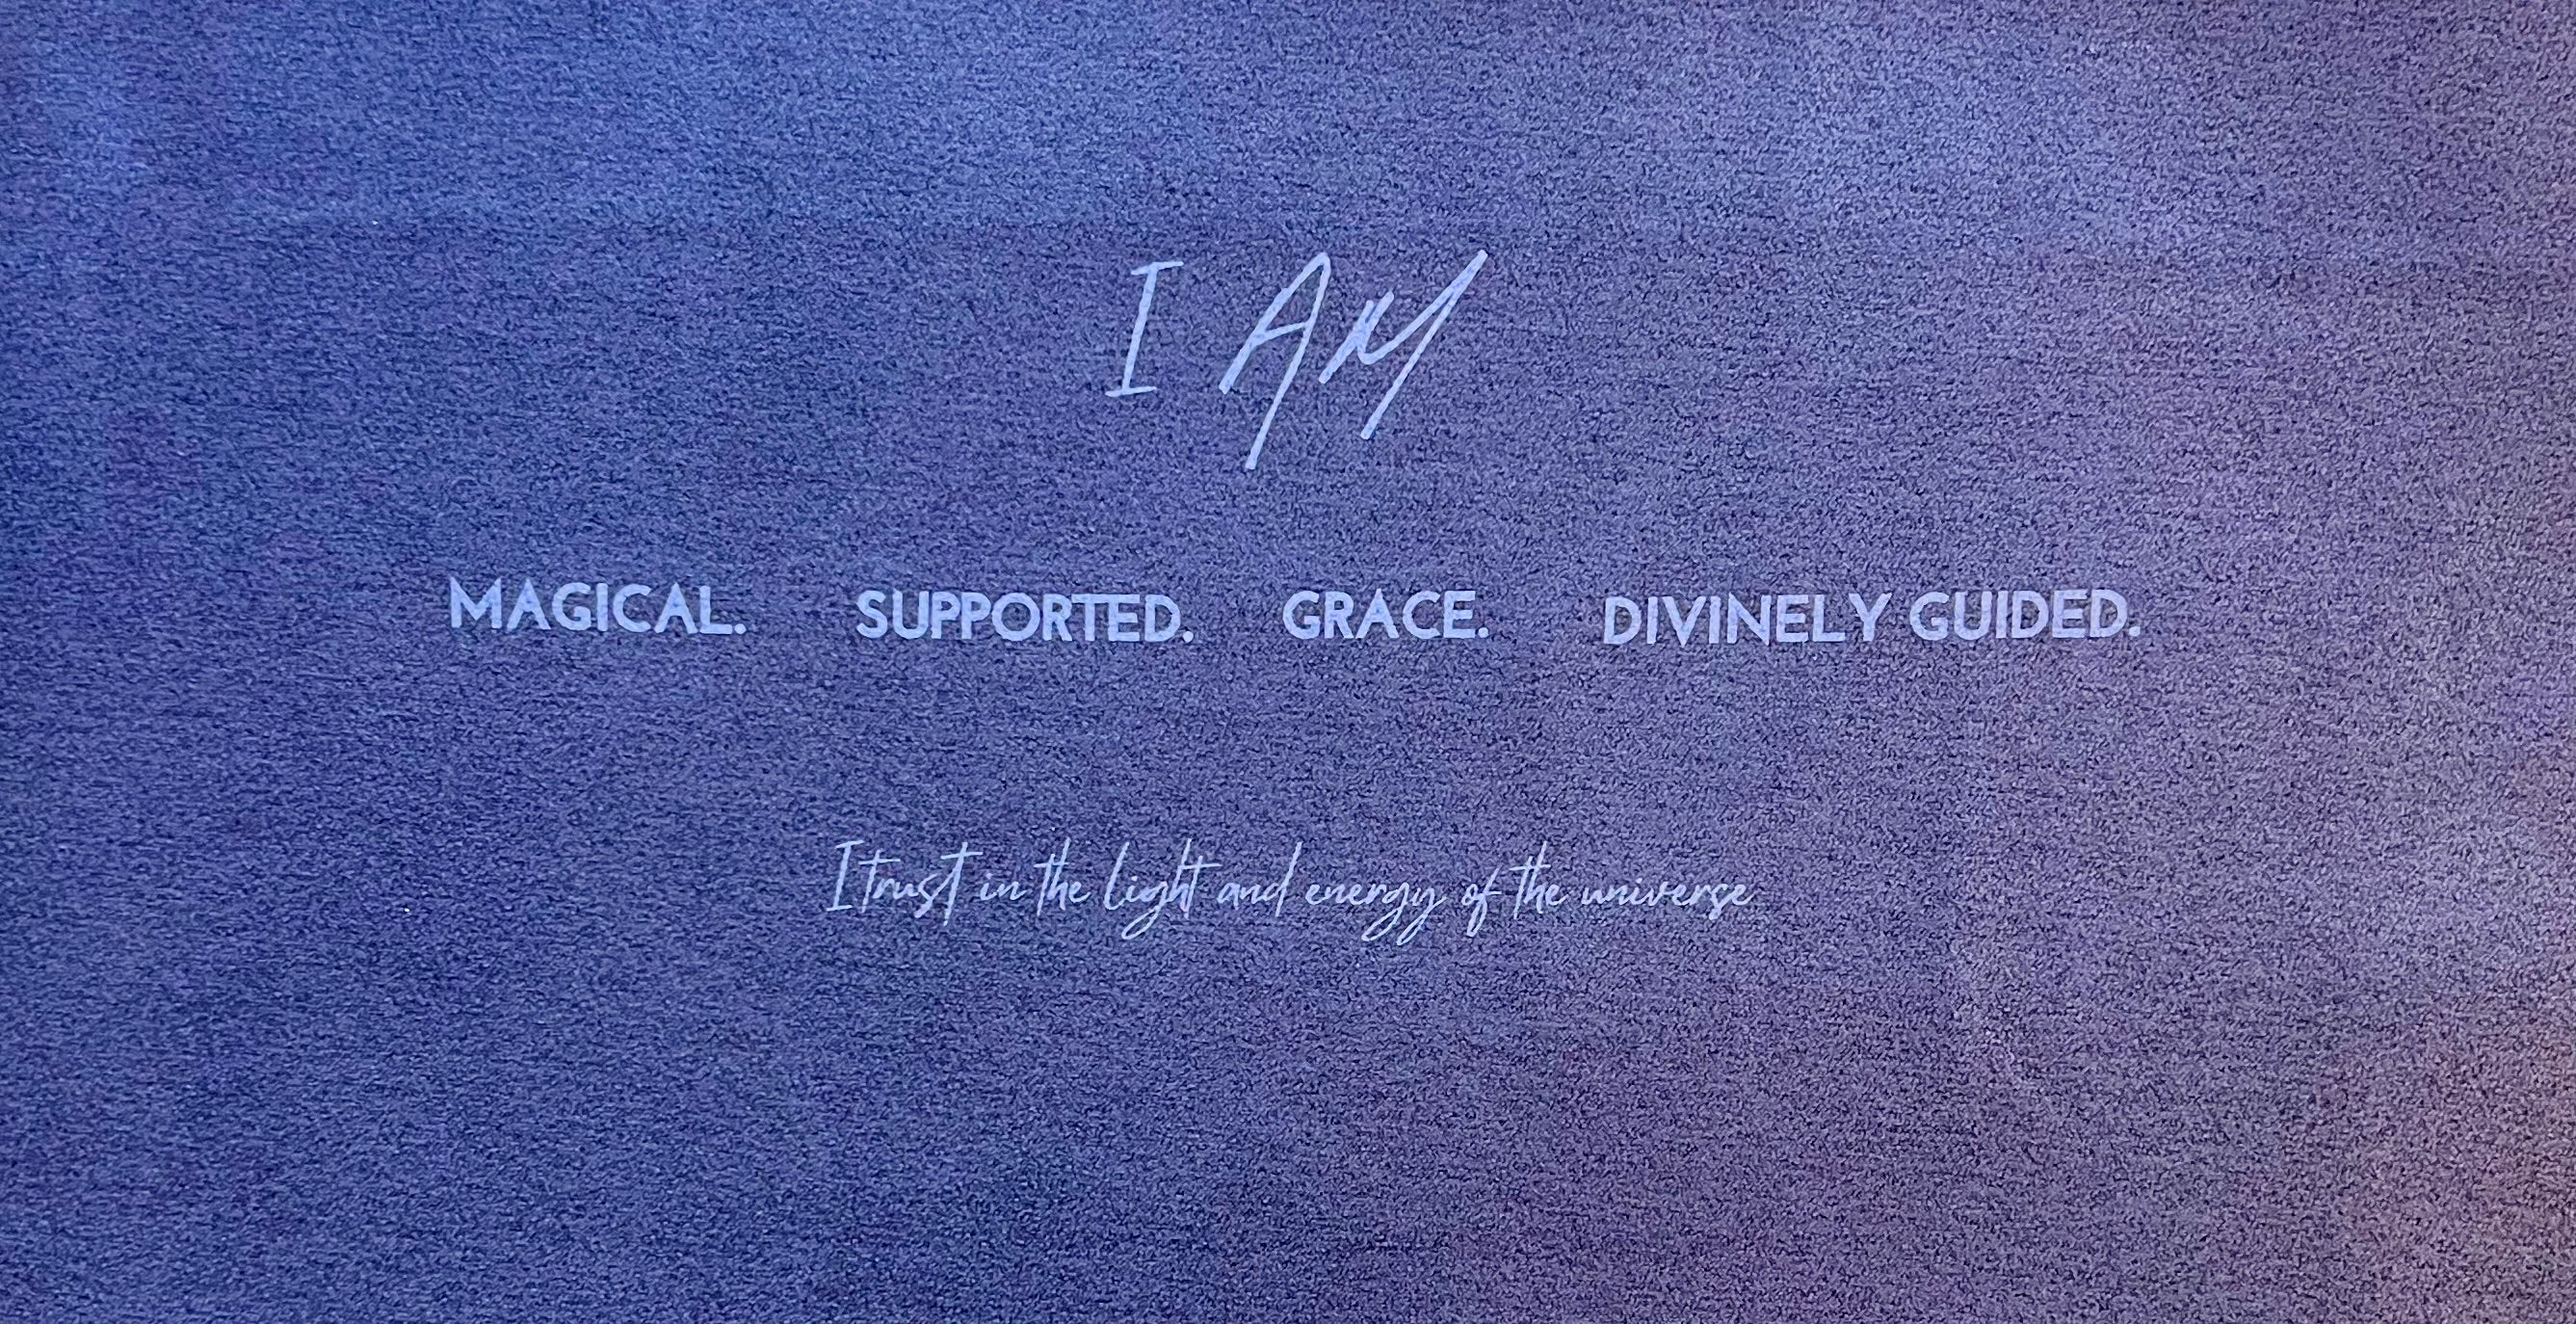 I AM
MAGICAL. SUPPORTED. GRACE. DIVINELY GUIDED.
I trust in the light and energy of the universe